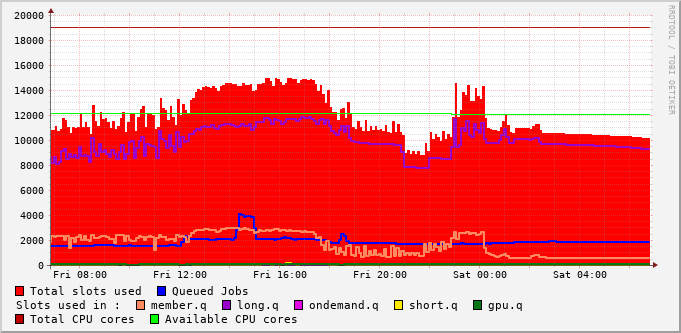 RRDTOOL / TOBI OETIKER
20000
18000
16000
14000
12000
10000
8000
6000
4000
2000
0
Fri 08:00 Fri 12:00 Fri 16:00 Fri 20:00 Sat 00:00 Sat 04:00
Total slots used Queued Jobs
Slots used in : member.q long.q ondemand.q short.q gpu.q
Total CPU cores Available CPU cores